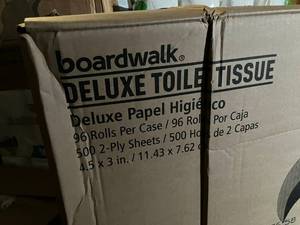 boardwalk®
DELUXE TOILET TISSUE
Deluxe Papel Higiénico
96 Rolls Per Case / 96 Rollos Por Caja
500 2-Ply Sheets / 500 Hojas de 2 Capas
4.5 x 3 in. / 11.43 x 7.62